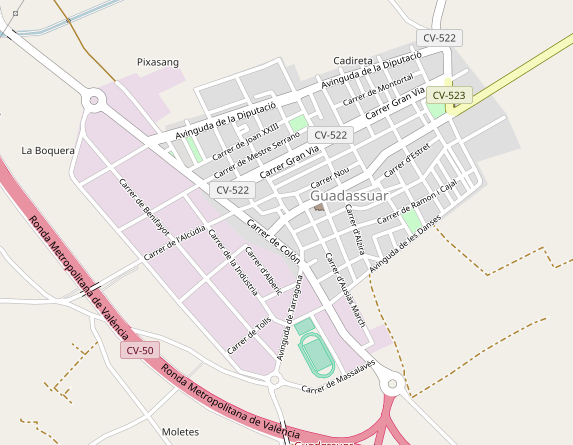 CV-522
Pixasang
Cadireta
Avinguda de la Diputació
Carrer de Montortal
Carrer Gran Via
CV-523
Avinguda de la Diputació
Carrer de Joan XXIII
CV-522
Carrer de Mestre Serrano
La Boquera
Carrer Gran Via
Carrer d'Estret
Carrer Nou
CV-522
Guadassuar
Carrer de Benifayot
Carrer de Ramon i Cajal
Carrer de Colón
Carrer d'Alzira
Carrer de l'Alcúdia
Carrer de la Indústria
Avinguda de les Danses
Ronda Metropolitana de València
Carrer d'Alberic
Carrer d'Ausiàs March
Avinguda de Tarragona
Carrer de Tolls
CV-50
Ronda Metropolitana de València
Carrer de Massalavés
Moletes
Guadassuar